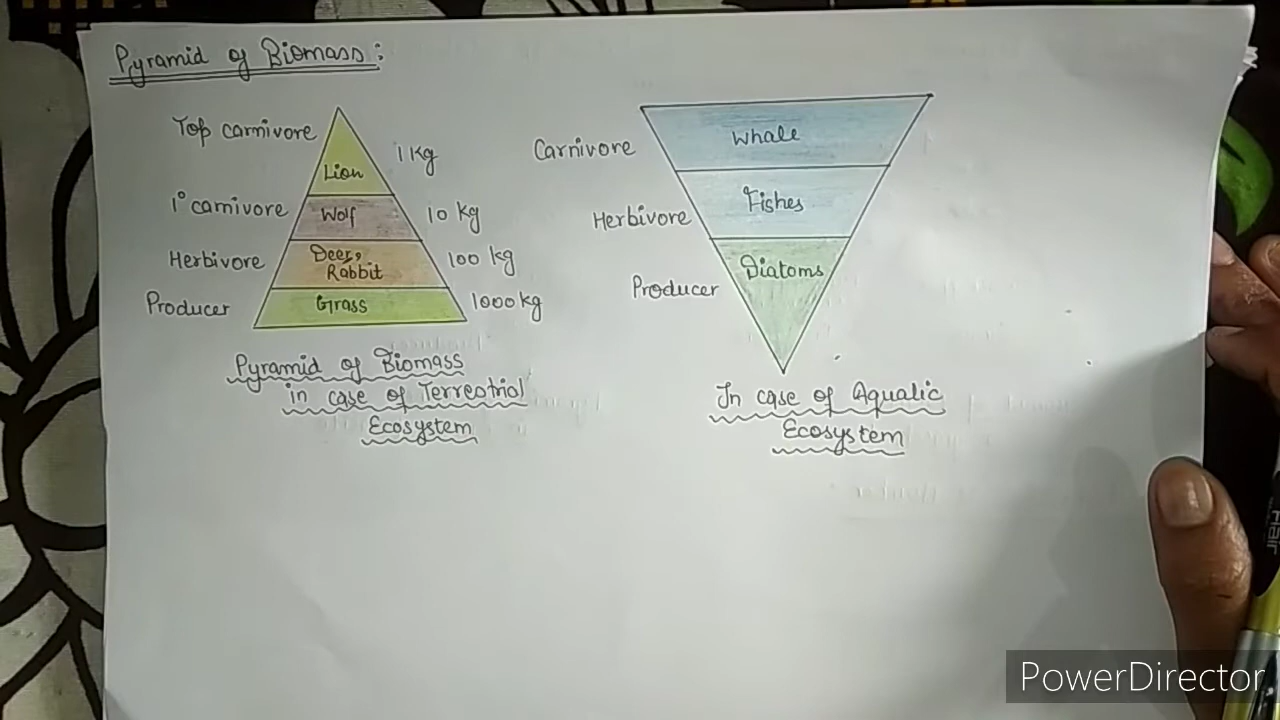 Pyramid of Biomass:
Top carnivore
Lion
1 Kg
1° carnivore
Wolf
10 kg
Herbivore
Deer,
Rabbit
100 kg
Producer
Grass
1000 kg
Pyramid of Biomass
in case of Terrestrial
Ecosystem
Carnivore
Whale
Herbivore
Fishes
Producer
Diatoms
In case of Aquatic
Ecosystem
PowerDirector